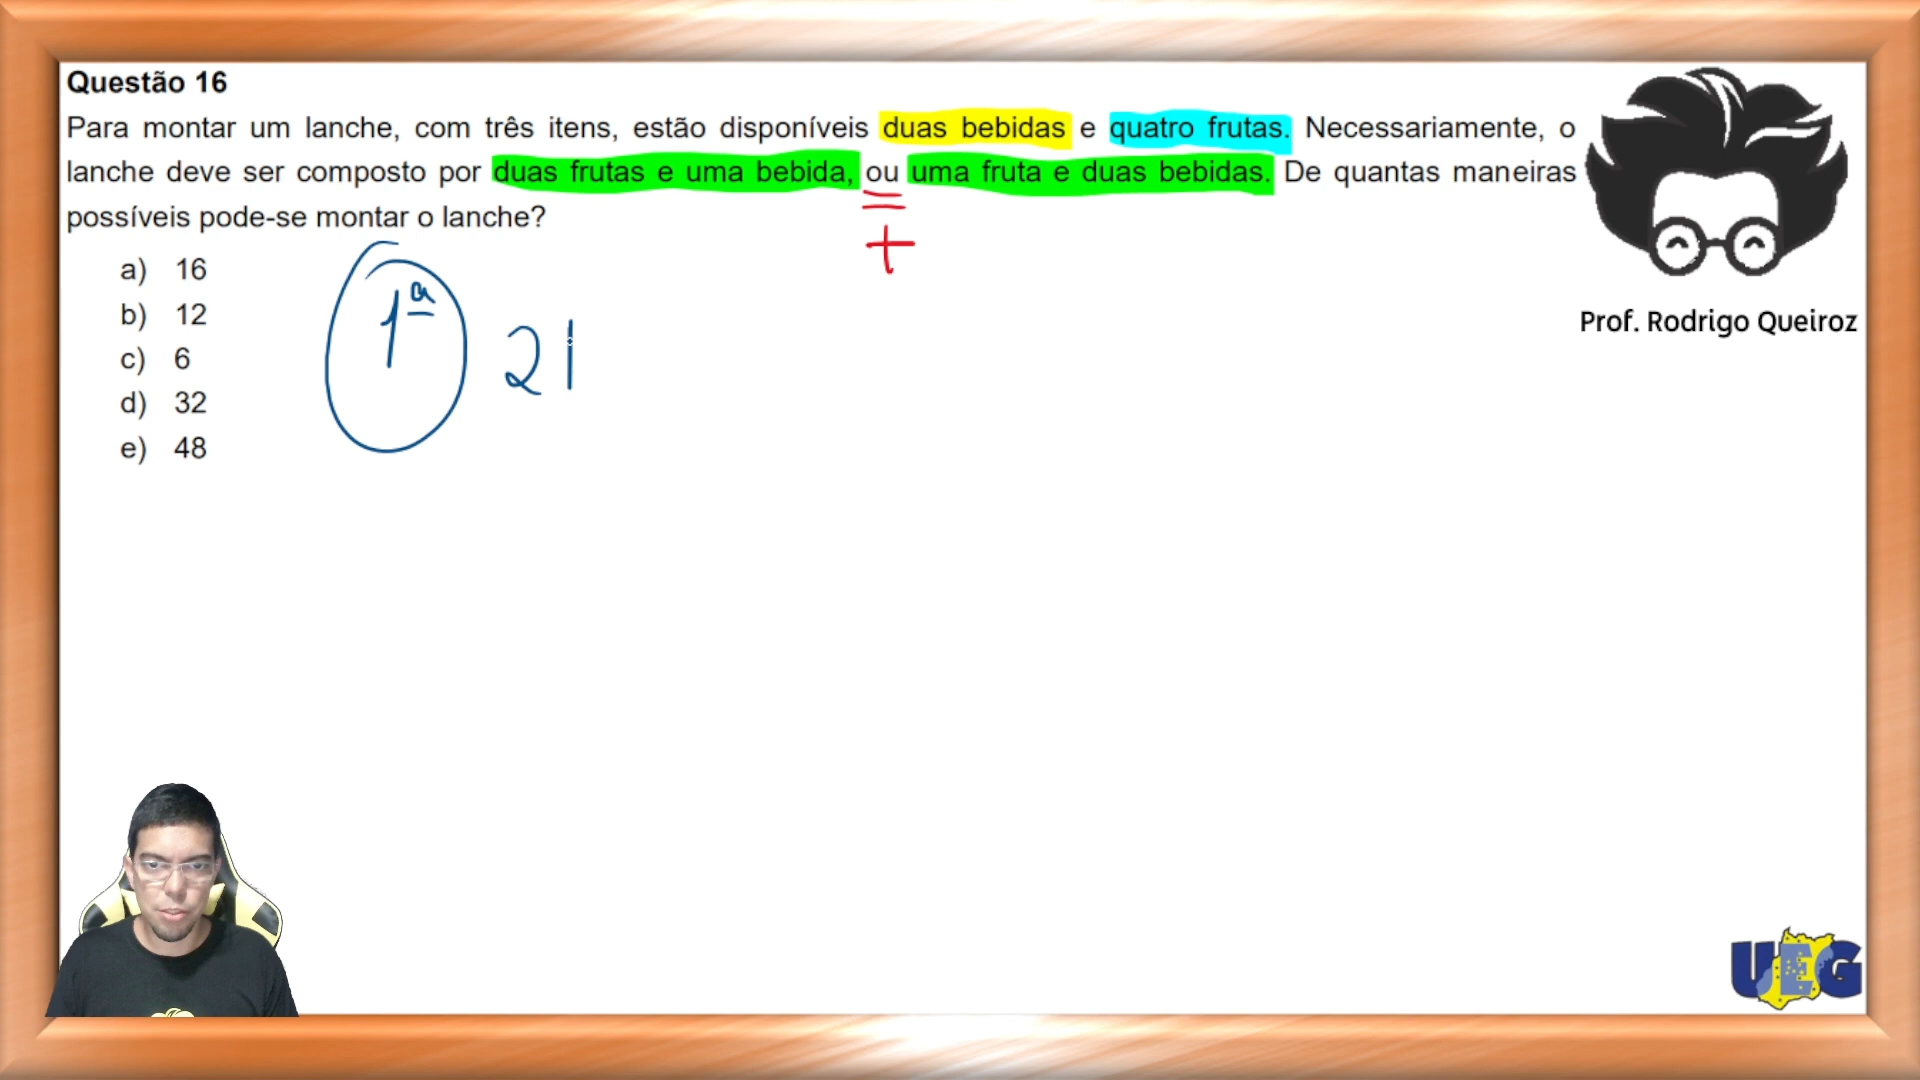 Questão 16
Para montar um lanche, com três itens, estão disponíveis duas bebidas e quatro frutas. Necessariamente, o
lanche deve ser composto por duas frutas e uma bebida, ou uma fruta e duas bebidas. De quantas maneiras
possíveis pode-se montar o lanche?
+
a) 16
b) 12
c) 6
d) 32
e) 48
1ª
2|
Prof. Rodrigo Queiroz
UEG